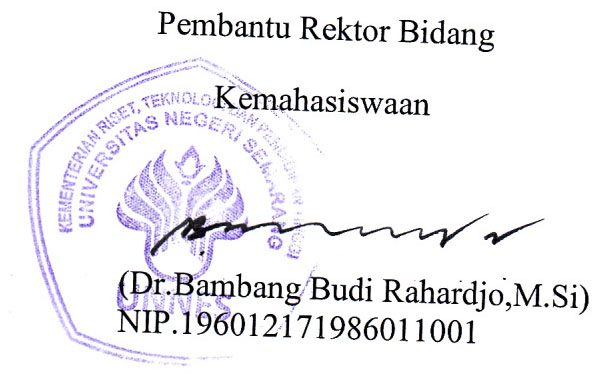 Pembantu Rektor Bidang
Kemahasiswaan
KEMENTERIAN RISET, TEKNOLOGI DAN PENDIDIKAN TINGGI
UNIVERSITAS NEGERI SEMARANG
UNNES
(Dr.Bambang Budi Rahardjo,M.Si)
NIP.196012171986011001